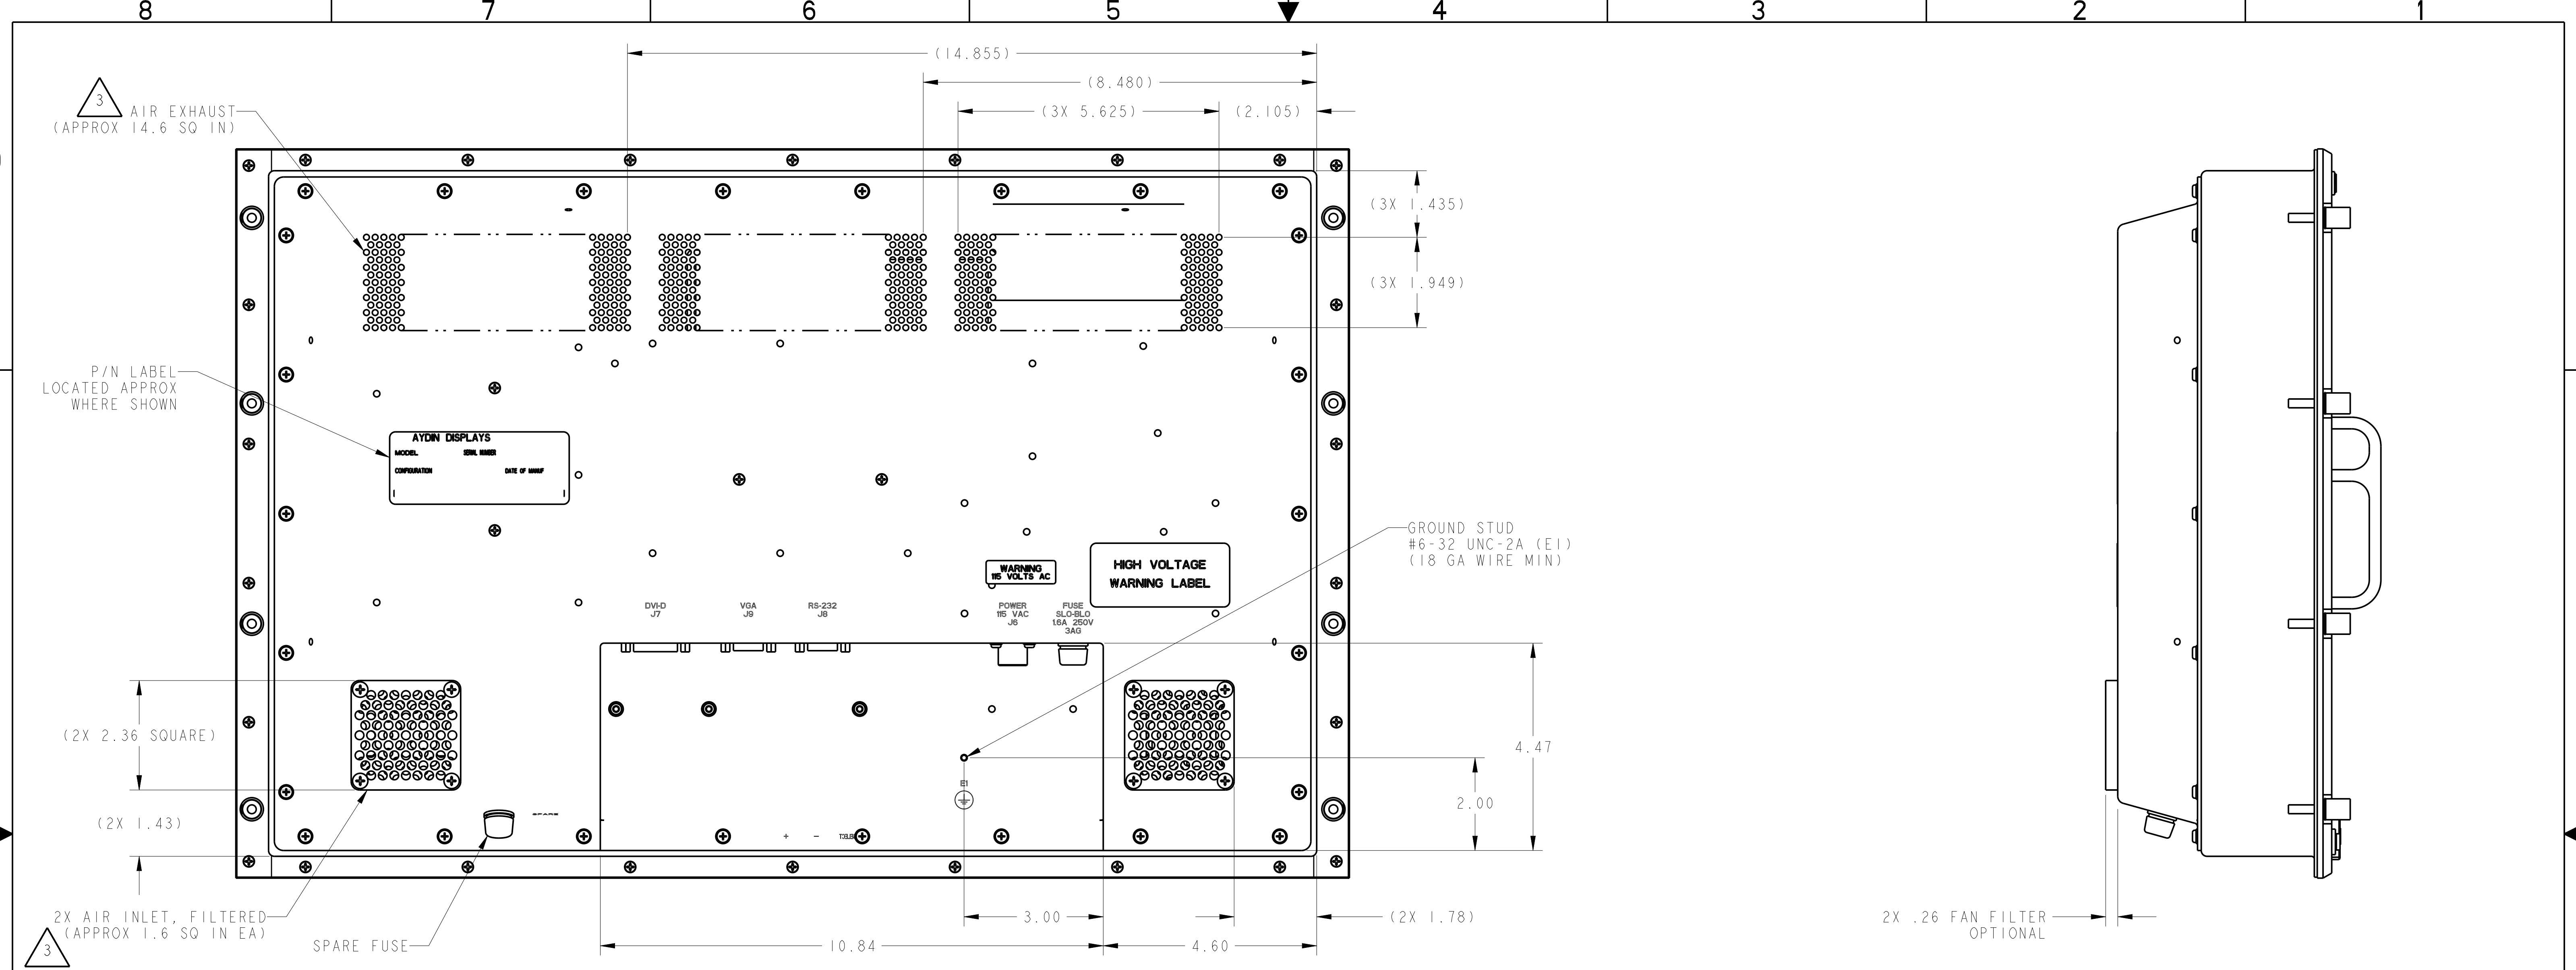 8 7 6 5 4 3 2 1
(14.855)
(8.480)
(3X 5.625) (2.105)
3
AIR EXHAUST
(APPROX 14.6 SQ IN)
(3X 1.435)
(3X 1.949)
P/N LABEL
LOCATED APPROX
WHERE SHOWN
AYDIN DISPLAYS
MODEL SERIAL NUMBER
CONFIGURATION DATE OF MANUF
GROUND STUD
#6-32 UNC-2A (E1)
(18 GA WIRE MIN)
WARNING
115 VOLTS AC
HIGH VOLTAGE
WARNING LABEL
DVI-D
J7
VGA
J9
RS-232
J8
POWER
115 VAC
J6
FUSE
SLO-BLO
1.6A 250V
3AG
(2X 2.36 SQUARE)
4.47
2.00
E1
(2X 1.43)
SPARE
+ -
2X AIR INLET, FILTERED
(APPROX 1.6 SQ IN EA)
3
SPARE FUSE
3.00
(2X 1.78)
10.84
4.60
2X .26 FAN FILTER
OPTIONAL